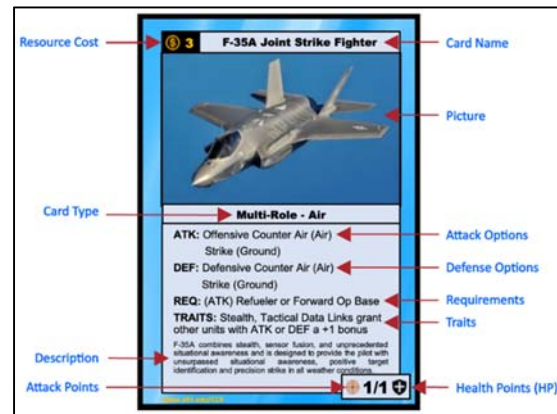 Resource Cost
3 F-35A Joint Strike Fighter
Card Name
Picture
Card Type
Multi-Role - Air
ATK: Offensive Counter Air (Air)
Strike (Ground)
Attack Options
DEF: Defensive Counter Air (Air)
Strike (Ground)
Defense Options
REQ: (ATK) Refueler or Forward Op Base
Requirements
TRAITS: Stealth, Tactical Data Links grant
other units with ATK or DEF a +1 bonus
Traits
Description
F-35A combines stealth, sensor fusion, and unprecedented
situational awareness and is designed to provide the pilot with
unsurpassed situational awareness, positive target
identification and precision strike in all weather conditions.
Attack Points
1/1
Health Points (HP)